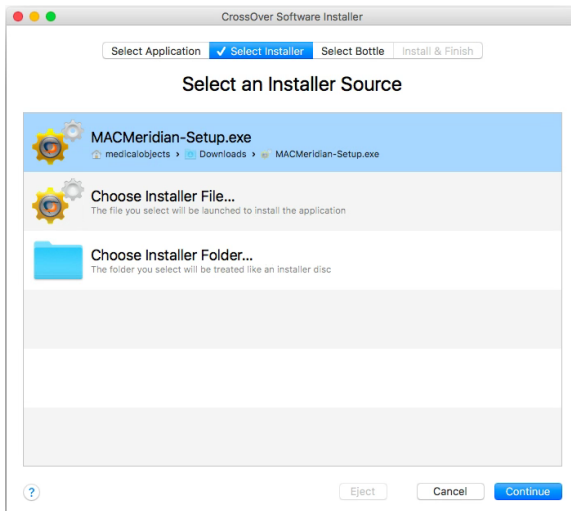 CrossOver Software Installer
Select Application ✓ Select Installer Select Bottle Install & Finish
Select an Installer Source
MACMeridian-Setup.exe
medicalobjects › Downloads › MACMeridian-Setup.exe
Choose Installer File...
The file you select will be launched to install the application
Choose Installer Folder...
The folder you select will be treated like an installer disc
? Eject Cancel Continue